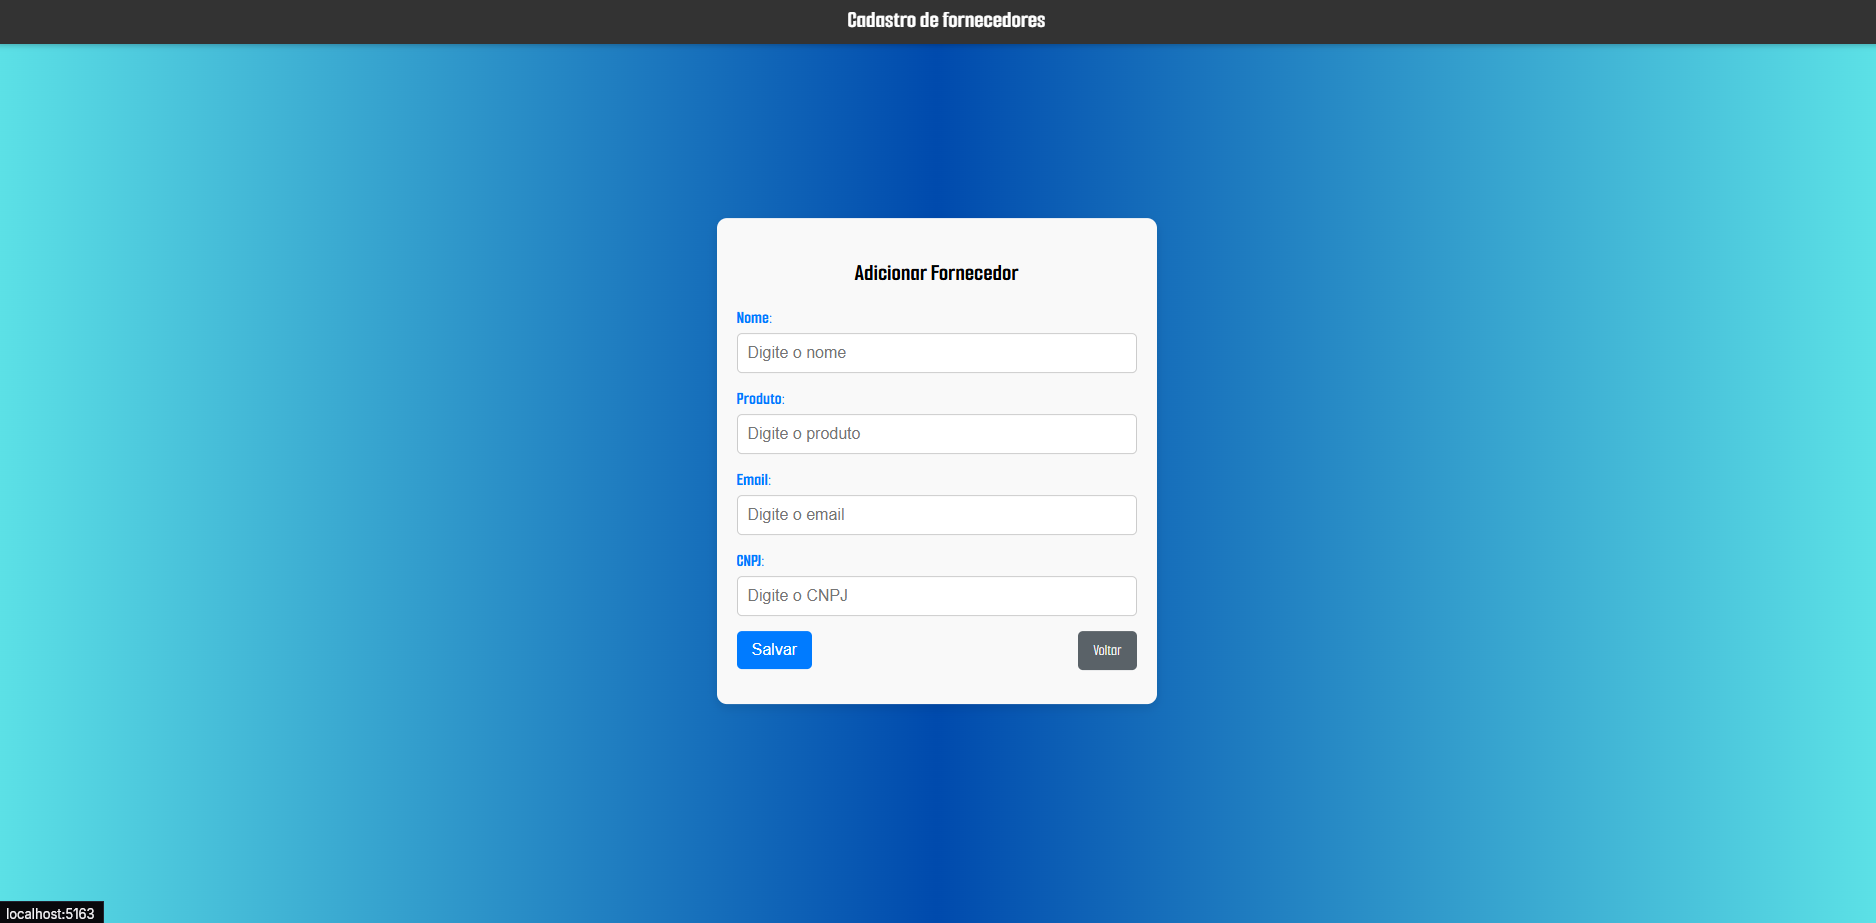 Cadastro de fornecedores
Adicionar Fornecedor
Nome:
Digite o nome
Produto:
Digite o produto
Email:
Digite o email
CNPJ:
Digite o CNPJ
Salvar Voltar
localhost:5163